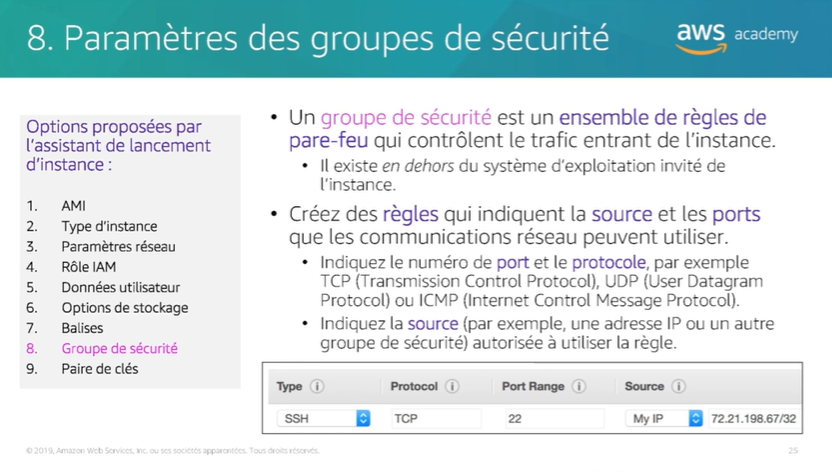 8. Paramètres des groupes de sécurité
aws academy
Options proposées par
l'assistant de lancement
d'instance :
1. AMI
2. Type d'instance
3. Paramètres réseau
4. Rôle IAM
5. Données utilisateur
6. Options de stockage
7. Balises
8. Groupe de sécurité
9. Paire de clés
• Un groupe de sécurité est un ensemble de règles de
pare-feu qui contrôlent le trafic entrant de l'instance.
• Il existe en dehors du système d'exploitation invité de
l'instance.
• Créez des règles qui indiquent la source et les ports
que les communications réseau peuvent utiliser.
• Indiquez le numéro de port et le protocole, par exemple
TCP (Transmission Control Protocol), UDP (User Datagram
Protocol) ou ICMP (Internet Control Message Protocol).
• Indiquez la source (par exemple, une adresse IP ou un autre
groupe de sécurité) autorisée à utiliser la règle.
Type i Protocol i Port Range i Source i
SSH TCP 22 My IP 72.21.198.67/32
© 2019, Amazon Web Services, Inc. ou ses sociétés apparentées. Tous droits réservés. 25